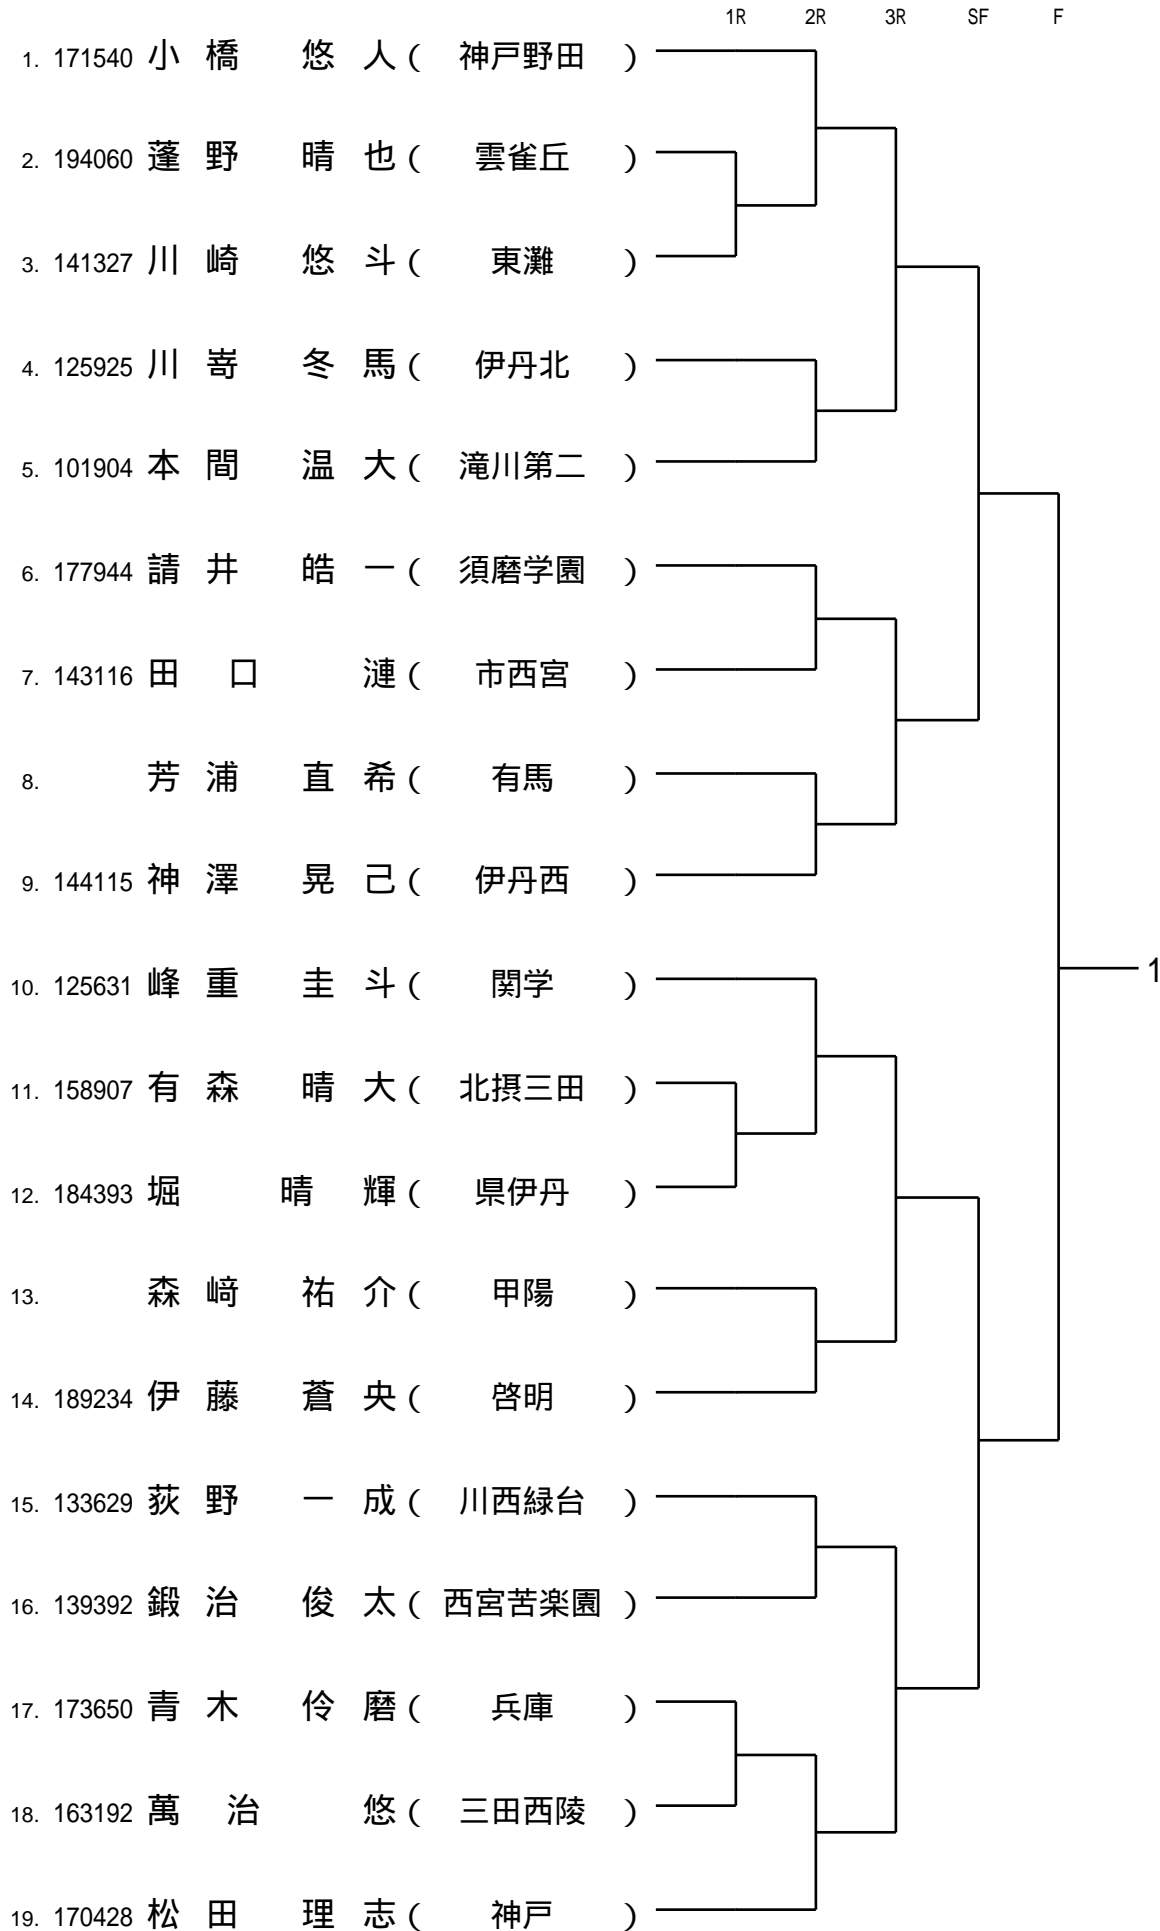 1R 2R 3R SF F
1. 171540 小橋 悠人 ( 神戸野田 )
2. 194060 蓬野 晴也 ( 雲雀丘 )
3. 141327 川崎 悠斗 ( 東灘 )
4. 125925 川嵜 冬馬 ( 伊丹北 )
5. 101904 本間 温大 ( 滝川第二 )
6. 177944 請井 皓一 ( 須磨学園 )
7. 143116 田口 漣 ( 市西宮 )
8. 芳浦 直希 ( 有馬 )
9. 144115 神澤 晃己 ( 伊丹西 )
1
10. 125631 峰重 圭斗 ( 関学 )
11. 158907 有森 晴大 ( 北摂三田 )
12. 184393 堀 晴輝 ( 県伊丹 )
13. 森﨑 祐介 ( 甲陽 )
14. 189234 伊藤 蒼央 ( 啓明 )
15. 133629 荻野 一成 ( 川西緑台 )
16. 139392 鍛治 俊太 ( 西宮苦楽園 )
17. 173650 青木 伶磨 ( 兵庫 )
18. 163192 萬治 悠 ( 三田西陵 )
19. 170428 松田 理志 ( 神戸 )